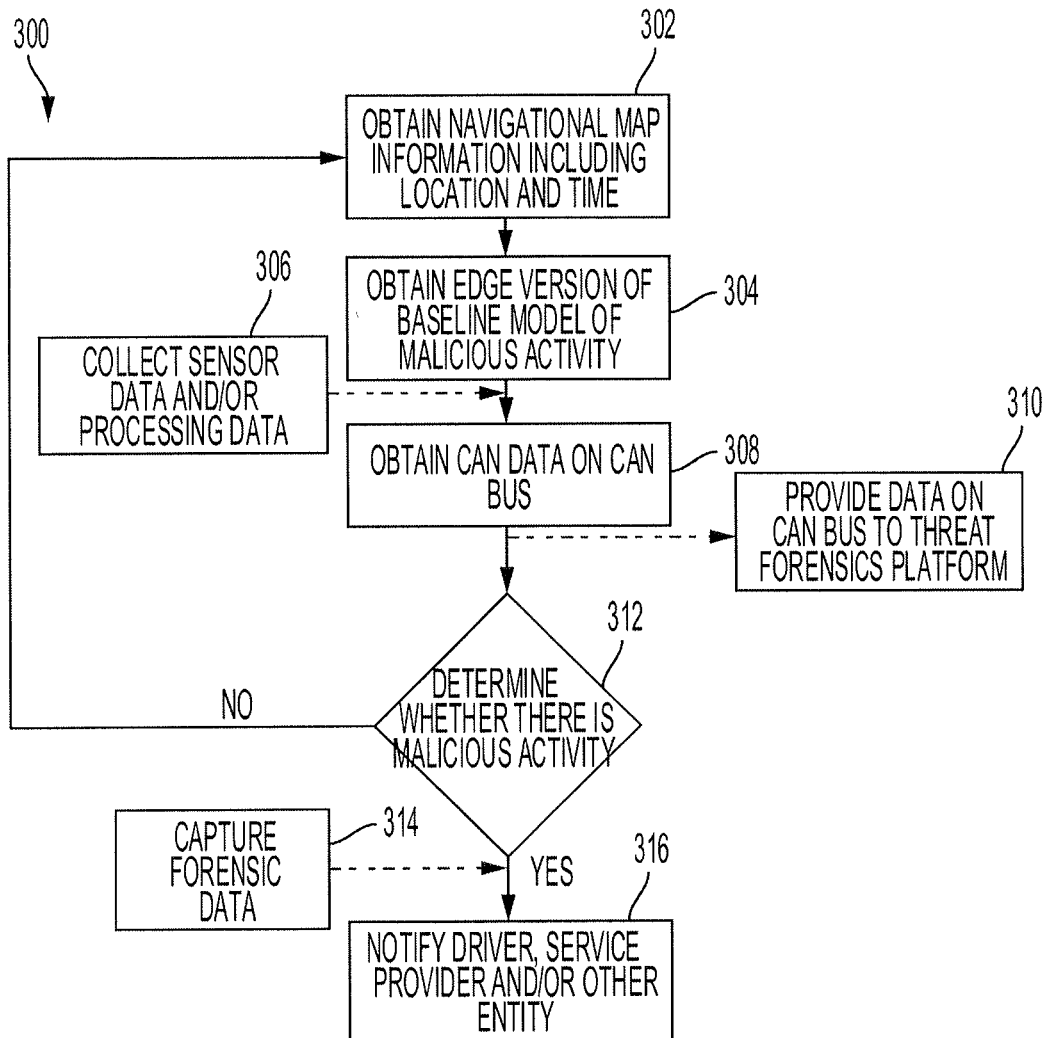 300
302
OBTAIN NAVIGATIONAL MAP
INFORMATION INCLUDING
LOCATION AND TIME
306
OBTAIN EDGE VERSION OF
BASELINE MODEL OF
MALICIOUS ACTIVITY
304
COLLECT SENSOR
DATA AND/OR
PROCESSING DATA
OBTAIN CAN DATA ON CAN
BUS
308
310
PROVIDE DATA ON
CAN BUS TO THREAT
FORENSICS PLATFORM
312
DETERMINE
WHETHER THERE IS
MALICIOUS ACTIVITY
NO
CAPTURE
FORENSIC
DATA
314
YES
316
NOTIFY DRIVER, SERVICE
PROVIDER AND/OR OTHER
ENTITY